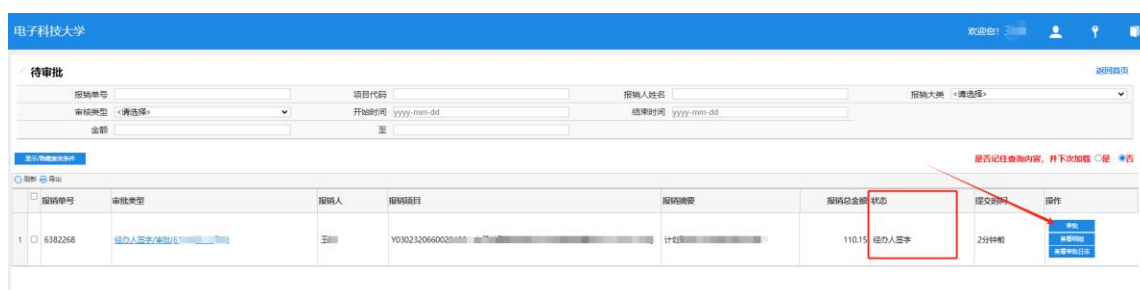 电子科技大学 欢迎您!
待审批 返回首页
报销单号 项目代码 报销人姓名 报销大类 <请选择>
审核类型 <请选择> 开始时间 yyyy-mm-dd 结束时间 yyyy-mm-dd
金额 至
显示/隐藏查询条件 是否记住查询内容，并下次加载 是 否
刷新 导出
报销单号 审批类型 报销人 报销项目 报销摘要 报销总金额 状态 提交时间 操作
审批
1 6382268 经办人签字/审批/6 王 Y0302320660020 计划 110.15 经办人签字 2分钟前 查看明细
查看审批日志